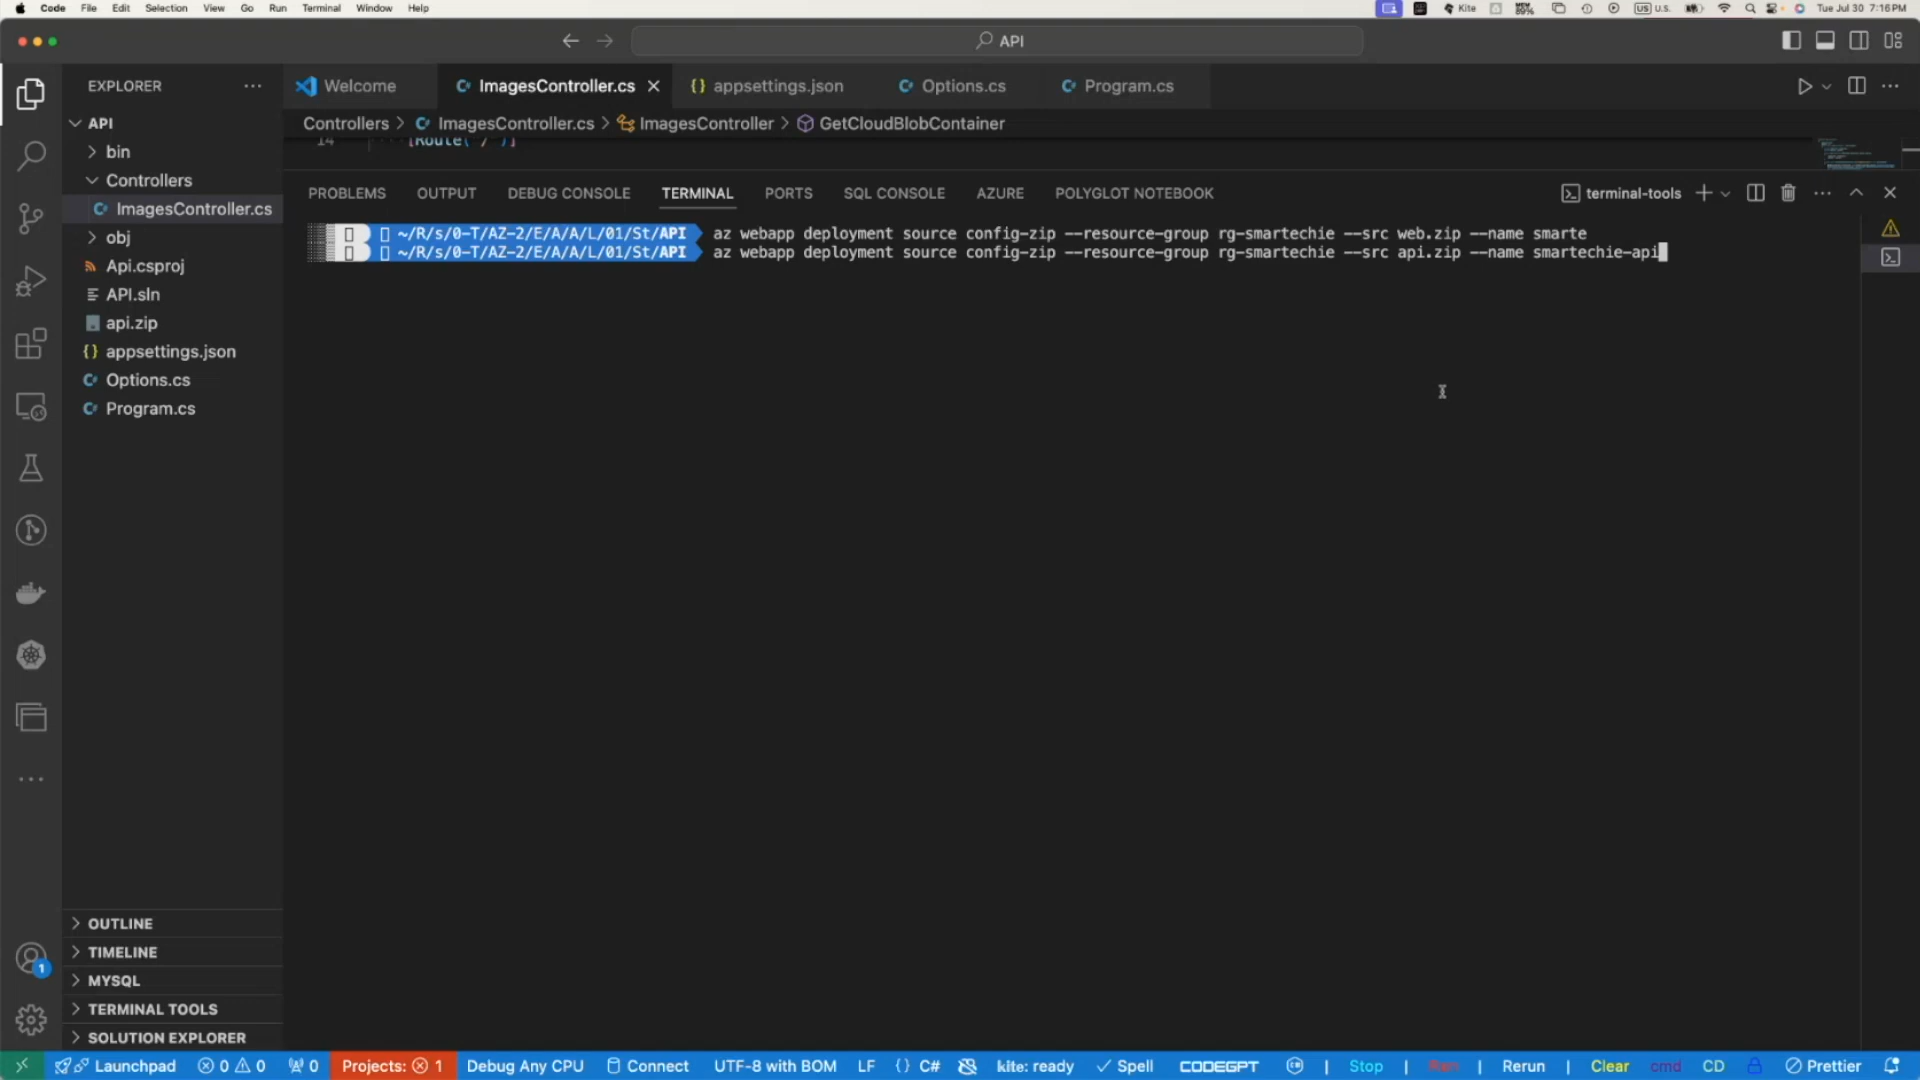 Code File Edit Selection View Go Run Terminal Window Help Kite U.S. Tue Jul 30 7:16 PM
API
EXPLORER
Welcome ImagesController.cs appsettings.json Options.cs Program.cs
Controllers > ImagesController.cs > ImagesController > GetCloudBlobContainer
14 [Route("/")]
API
bin
Controllers
ImagesController.cs
obj
Api.csproj
API.sln
api.zip
appsettings.json
Options.cs
Program.cs
PROBLEMS OUTPUT DEBUG CONSOLE TERMINAL PORTS SQL CONSOLE AZURE POLYGLOT NOTEBOOK terminal-tools
~/R/s/0-T/AZ-2/E/A/A/L/01/St/API az webapp deployment source config-zip --resource-group rg-smartechie --src web.zip --name smarte
~/R/s/0-T/AZ-2/E/A/A/L/01/St/API az webapp deployment source config-zip --resource-group rg-smartechie --src api.zip --name smartechie-api
OUTLINE
TIMELINE
MYSQL
TERMINAL TOOLS
SOLUTION EXPLORER
1
Launchpad 0 0 0 Projects: 1 Debug Any CPU Connect UTF-8 with BOM LF {} C# kite: ready Spell CODEGPT | Stop | Run | Rerun | Clear cmd CD Prettier